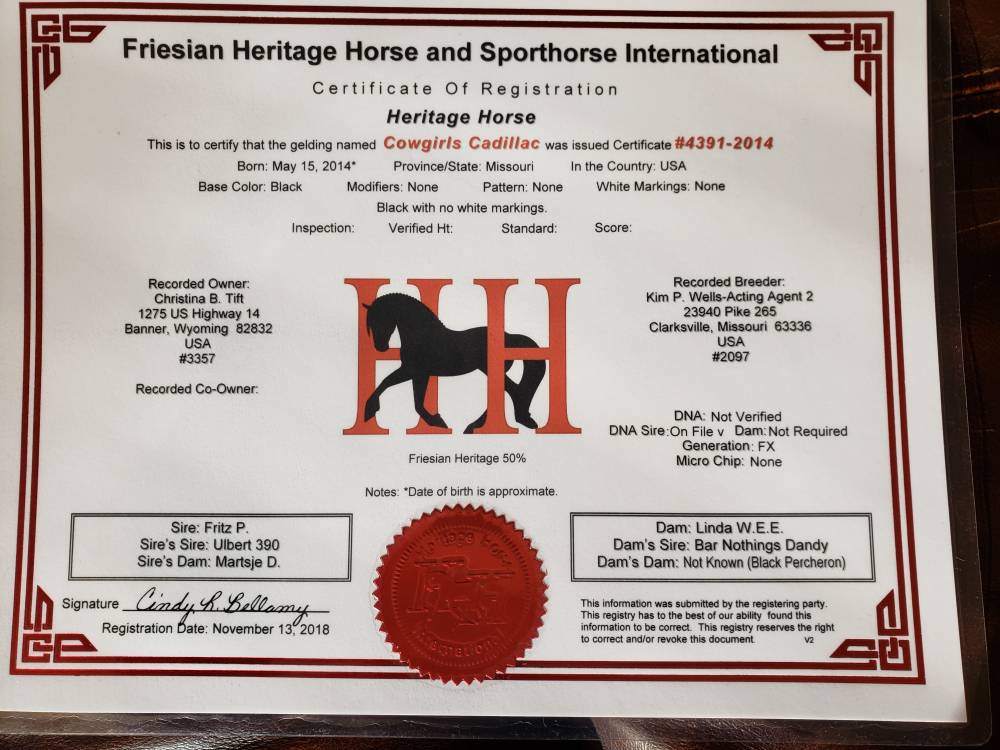 Friesian Heritage Horse and Sporthorse International
Certificate Of Registration
Heritage Horse
This is to certify that the gelding named Cowgirls Cadillac was issued Certificate #4391-2014
Born: May 15, 2014* Province/State: Missouri In the Country: USA
Base Color: Black Modifiers: None Pattern: None White Markings: None
Black with no white markings.
Inspection: Verified Ht: Standard: Score:
Recorded Owner:
Christina B. Tift
1275 US Highway 14
Banner, Wyoming 82832
USA
#3357
Recorded Co-Owner:
HH
Friesian Heritage 50%
Recorded Breeder:
Kim P. Wells-Acting Agent 2
23940 Pike 265
Clarksville, Missouri 63336
USA
#2097
DNA: Not Verified
DNA Sire:On File v Dam:Not Required
Generation: FX
Micro Chip: None
Notes: *Date of birth is approximate.
Sire: Fritz P.
Sire's Sire: Ulbert 390
Sire's Dam: Martsje D.
Dam: Linda W.E.E.
Dam's Sire: Bar Nothings Dandy
Dam's Dam: Not Known (Black Percheron)
Signature Cindy L. Bellamy
Registration Date: November 13, 2018
Heritage Horse
This information was submitted by the registering party.
This registry has to the best of our ability found this
information to be correct. This registry reserves the right
to correct and/or revoke this document. V2